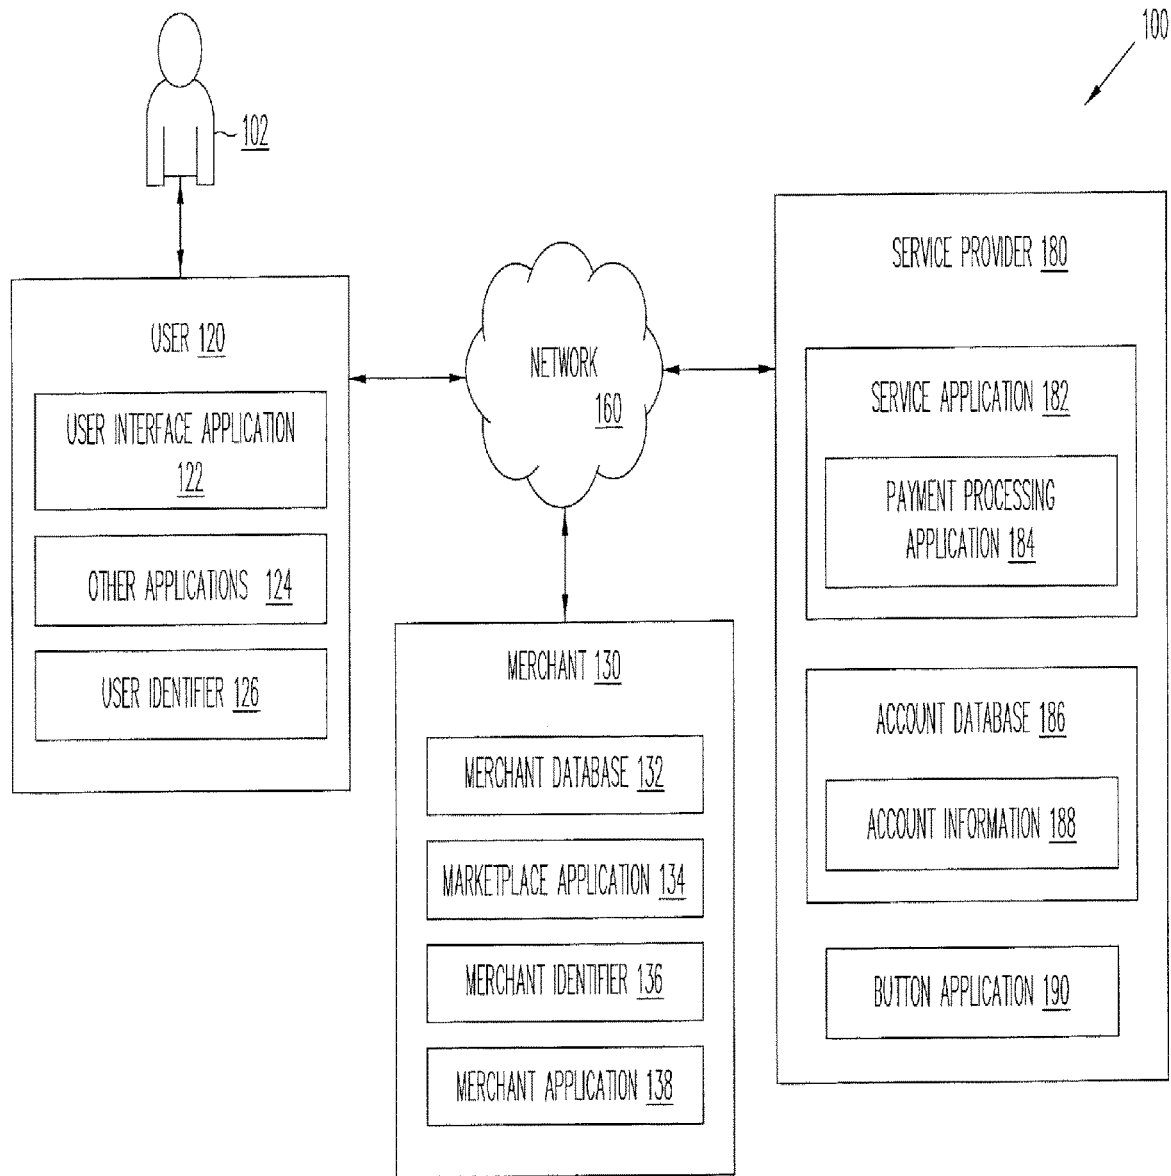 100
102
USER 120
USER INTERFACE APPLICATION
122
OTHER APPLICATIONS 124
USER IDENTIFIER 126
NETWORK
160
MERCHANT 130
MERCHANT DATABASE 132
MARKETPLACE APPLICATION 134
MERCHANT IDENTIFIER 136
MERCHANT APPLICATION 138
SERVICE PROVIDER 180
SERVICE APPLICATION 182
PAYMENT PROCESSING
APPLICATION 184
ACCOUNT DATABASE 186
ACCOUNT INFORMATION 188
BUTTON APPLICATION 190